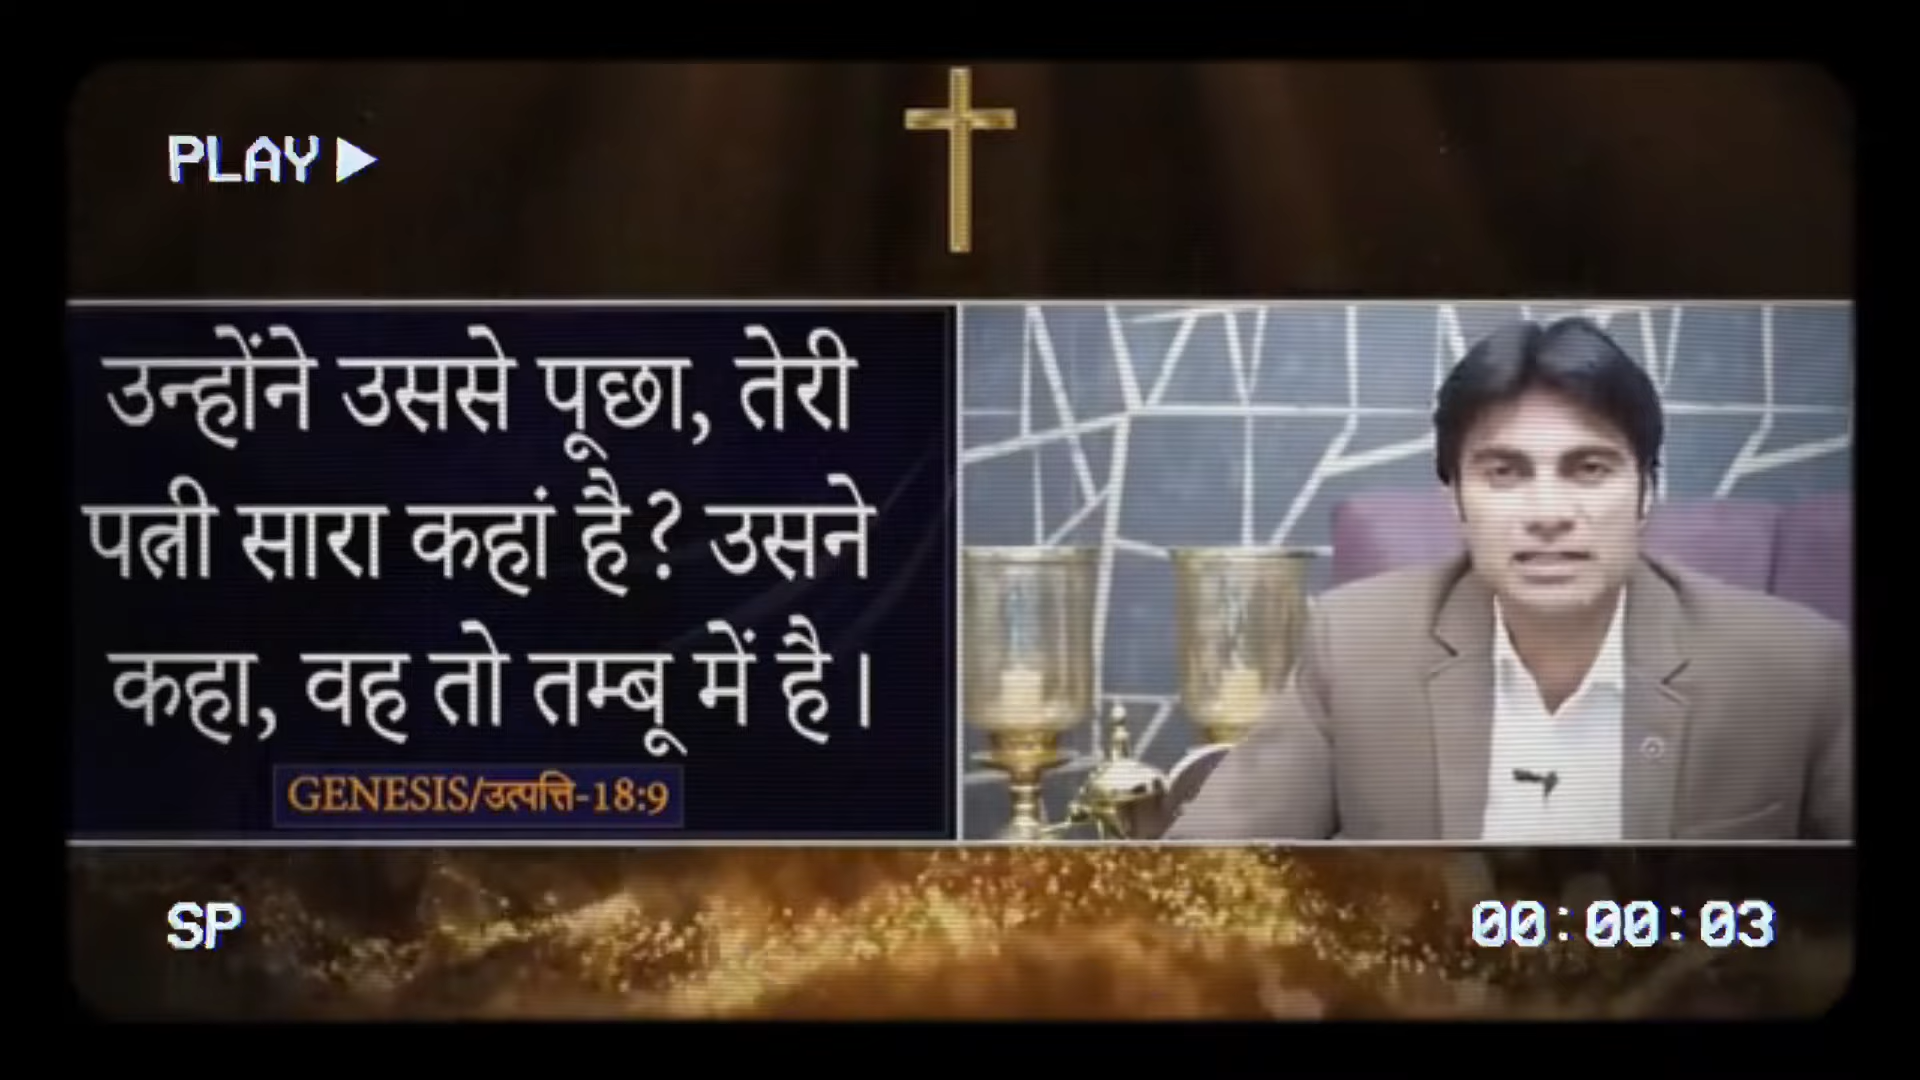 PLAY
उन्होंने उससे पूछा, तेरी
पत्नी सारा कहां है? उसने
कहा, वह तो तम्बू में है।
GENESIS/उत्पत्ति-18:9
SP
00:00:03